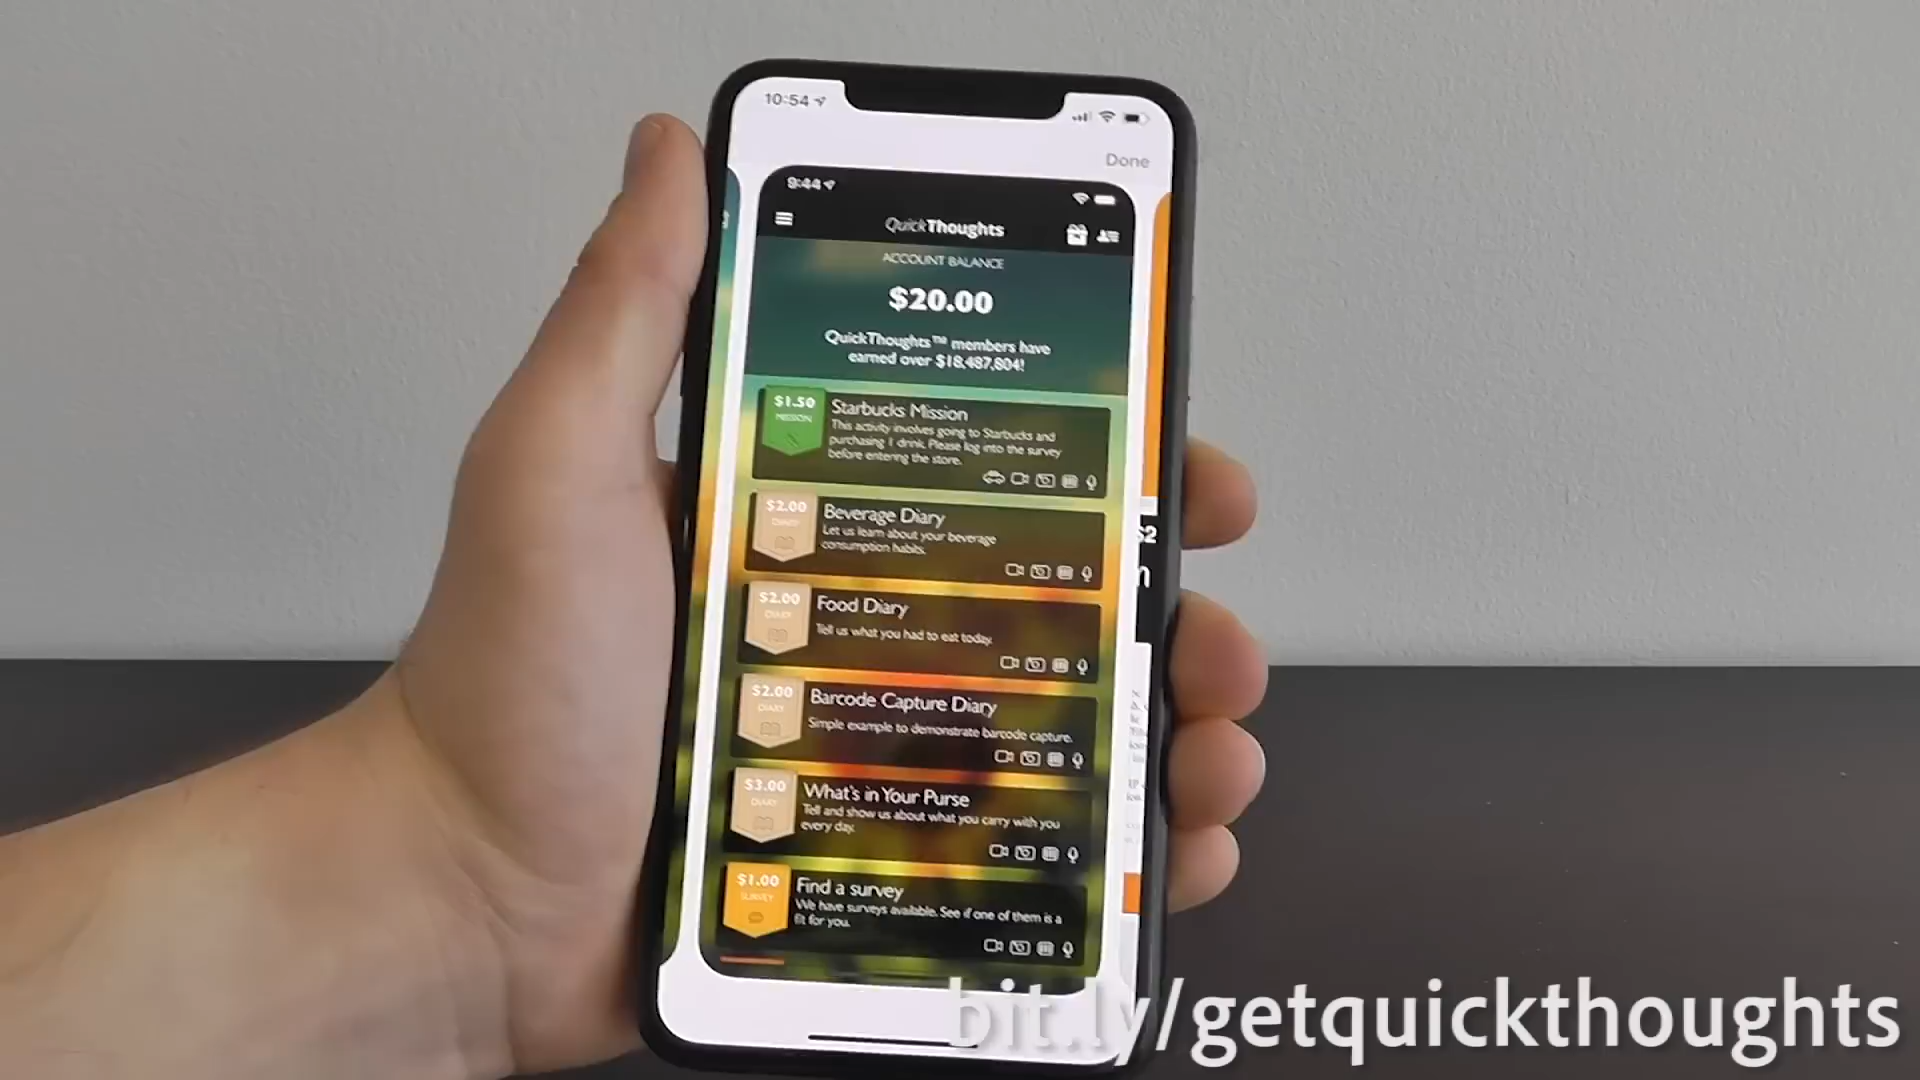 10:54
Done
9:44
QuickThoughts
ACCOUNT BALANCE
$20.00
QuickThoughts™ members have
earned over $18,487,804!
$1.50
MISSION
Starbucks Mission
This activity involves going to Starbucks and
purchasing 1 drink. Please log into the survey
before entering the store.
$2.00
DIARY
Beverage Diary
Let us learn about your beverage
consumption habits.
$2.00
DIARY
Food Diary
Tell us what you had to eat today.
$2.00
DIARY
Barcode Capture Diary
Simple example to demonstrate barcode capture.
$3.00
DIARY
What's in Your Purse
Tell and show us about what you carry with you
every day.
$1.00
SURVEY
Find a survey
We have surveys available. See if one of them is a
fit for you.
$2
bit.ly/getquickthoughts